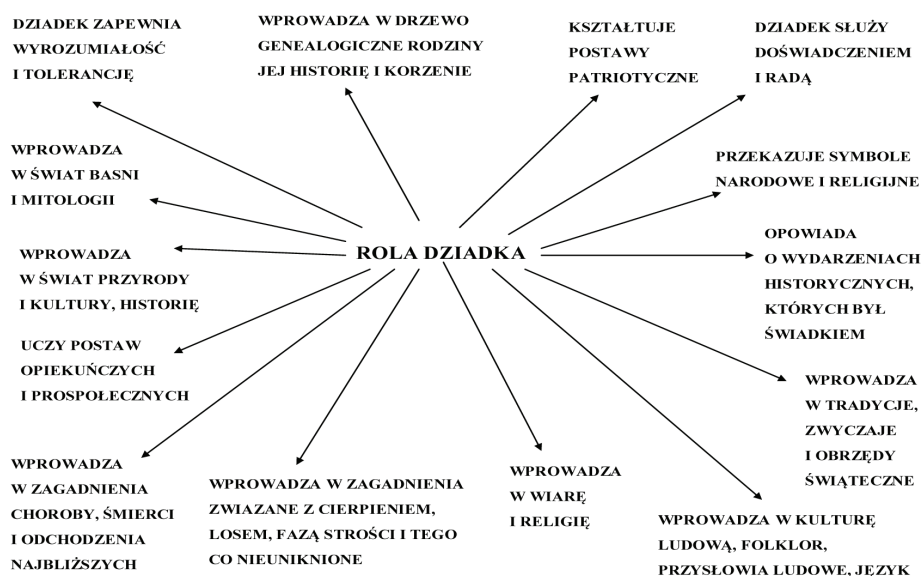 DZIADEK ZAPEWNIA
WYROZUMIAŁOŚĆ
I TOLERANCJĘ
WPROWADZA W DRZEWO
GENEALOGICZNE RODZINY
JEJ HISTORIĘ I KORZENIE
KSZTAŁTUJE
POSTAWY
PATRIOTYCZNE
DZIADEK SŁUŻY
DOŚWIADCZENIEM
I RADĄ
WPROWADZA
W ŚWIAT BASNI
I MITOLOGII
PRZEKAZUJE SYMBOLE
NARODOWE I RELIGIJNE
ROLA DZIADKA
WPROWADZA
W ŚWIAT PRZYRODY
I KULTURY, HISTORIĘ
OPOWIADA
O WYDARZENIACH
HISTORYCZNYCH,
KTÓRYCH BYŁ
ŚWIADKIEM
UCZY POSTAW
OPIEKUŃCZYCH
I PROSPOŁECZNYCH
WPROWADZA
W TRADYCJE,
ZWYCZAJE
I OBRZĘDY
ŚWIĄTECZNE
WPROWADZA
W ZAGADNIENIA
CHOROBY, ŚMIERCI
I ODCHODZENIA
NAJBLIŻSZYCH
WPROWADZA W ZAGADNIENIA
ZWIAZANE Z CIERPIENIEM,
LOSEM, FAZĄ STROŚCI I TEGO
CO NIEUNIKNIONE
WPROWADZA
W WIARĘ
I RELIGIĘ
WPROWADZA W KULTURĘ
LUDOWĄ, FOLKLOR,
PRZYSŁOWIA LUDOWE, JĘZYK